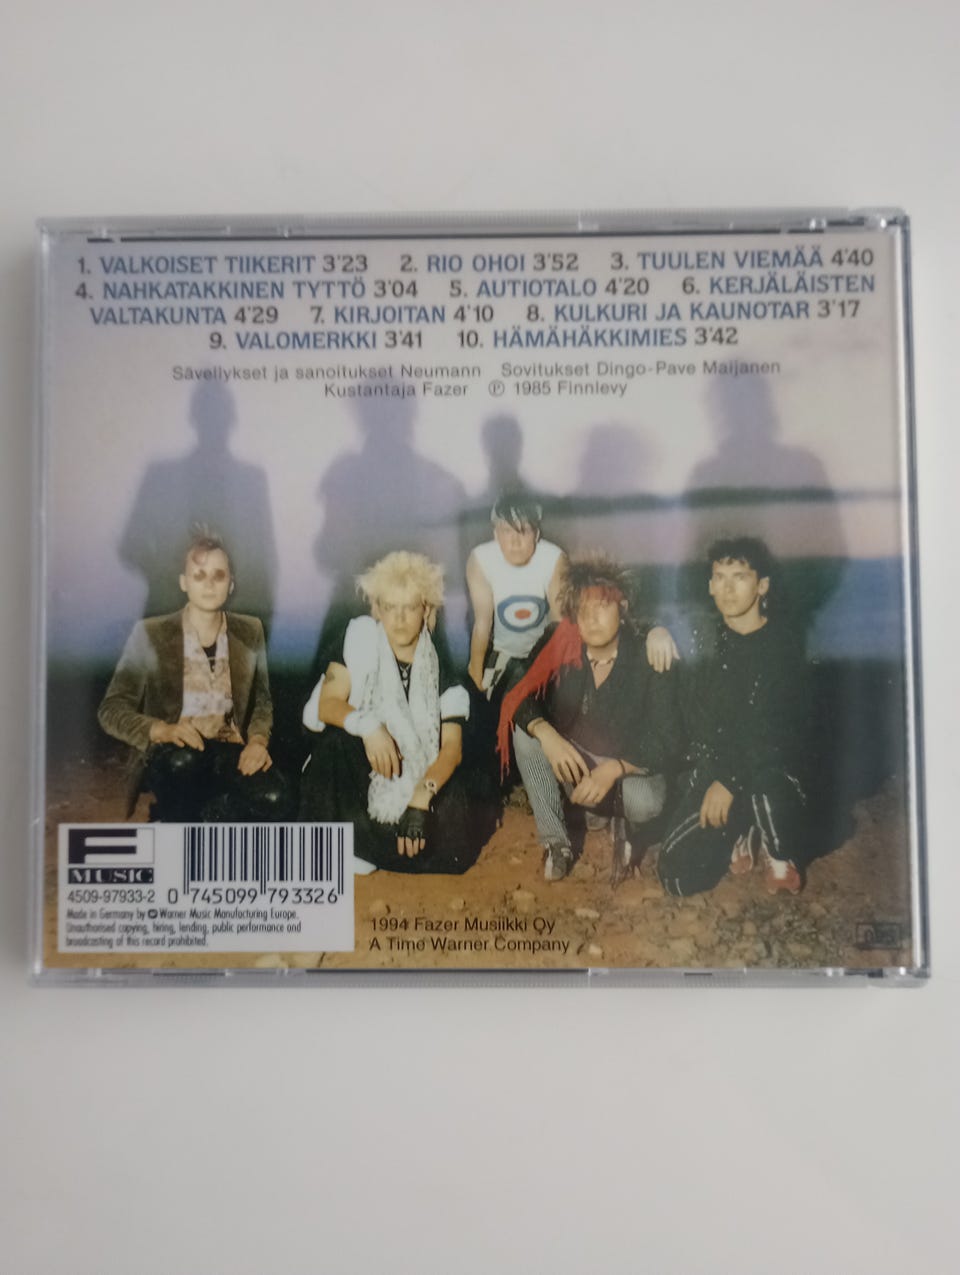 1. VALKOISET TIIKERIT 3'23 2. RIO OHOI 3'52 3. TUULEN VIEMÄÄ 4'40
4. NAHKATAKKINEN TYTTÖ 3'04 5. AUTIOTALO 4'20 6. KERJÄLÄISTEN
VALTAKUNTA 4'29 7. KIRJOITAN 4'10 8. KULKURI JA KAUNOTAR 3'17
9. VALOMERKKI 3'41 10. HÄMÄHÄKKIMIES 3'42
Sävellykset ja sanoitukset Neumann Sovitukset Dingo-Pave Maijanen
Kustantaja Fazer ℗ 1985 Finnlevy
F
MUSIC
4509-97933-2
0 745099 793326
Made in Germany by Warner Music Manufacturing Europe.
Unauthorised copying, hiring, lending, public performance and
broadcasting of this record prohibited.
1994 Fazer Musiikki Oy
A Time Warner Company